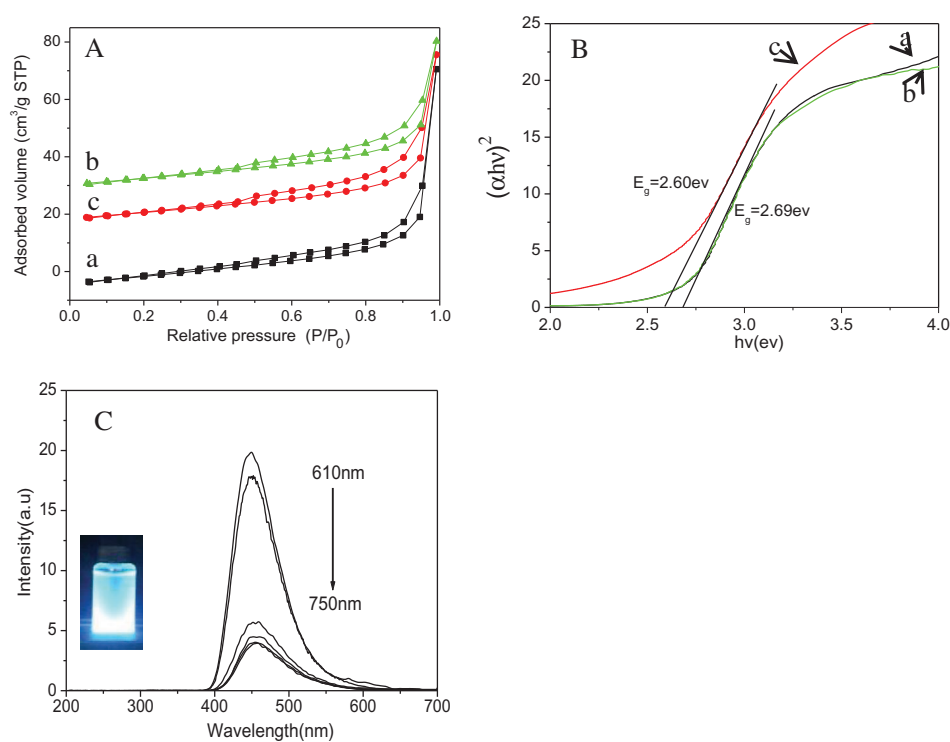 A
Adsorbed volume (cm³/g STP)
80
60
40
20
0
b
c
a
0.0 0.2 0.4 0.6 0.8 1.0
Relative pressure (P/P₀)
B
(αhν)²
25
20
15
10
5
0
c
a
b
E_g=2.60ev
E_g=2.69ev
2.0 2.5 3.0 3.5 4.0
hν(ev)
C
Intensity(a.u)
25
20
15
10
5
0
610nm
750nm
200 300 400 500 600 700
Wavelength(nm)